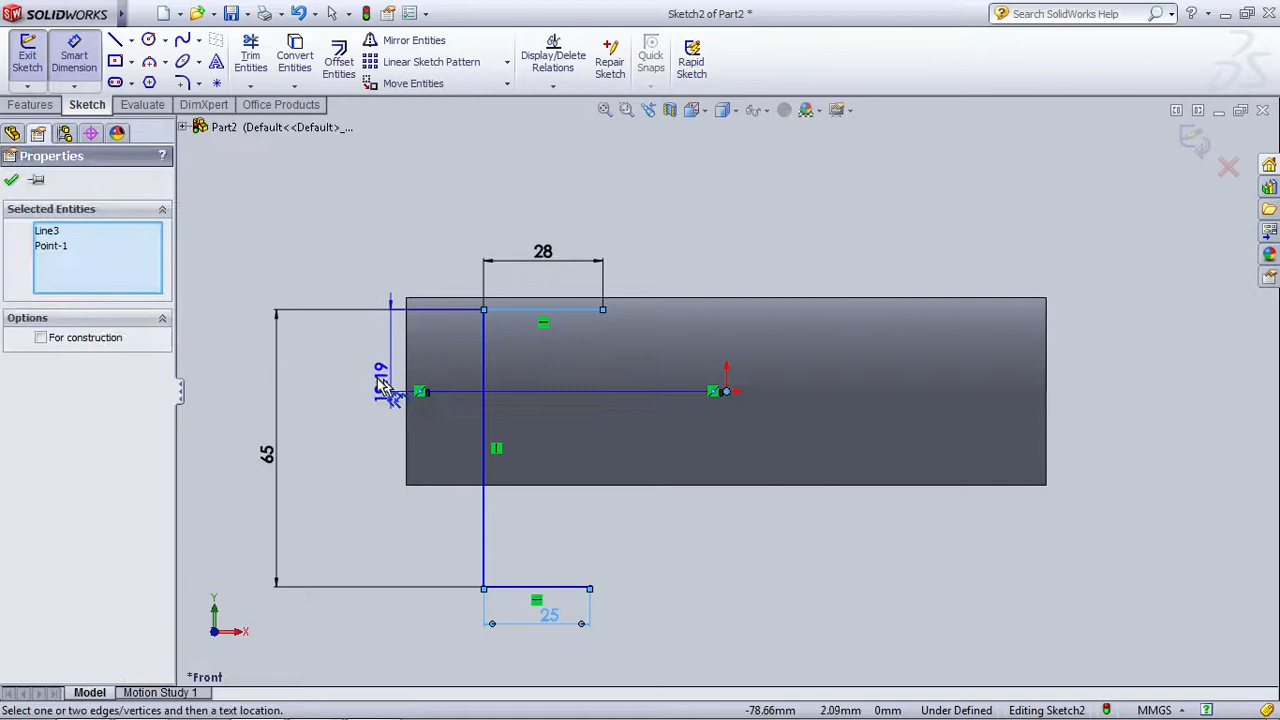 SOLIDWORKS
Sketch2 of Part2 *
Search SolidWorks Help
Exit Sketch
Smart Dimension
Trim Entities
Convert Entities
Offset Entities
Mirror Entities
Linear Sketch Pattern
Move Entities
Display/Delete Relations
Repair Sketch
Quick Snaps
Rapid Sketch
Features
Sketch
Evaluate
DimXpert
Office Products
Part2 (Default<<Default>_...
Properties
?
Selected Entities
Line3
Point-1
Options
For construction
28
65
25
Y
X
*Front
Model
Motion Study 1
Select one or two edges/vertices and then a text location.
-78.66mm
2.09mm
0mm
Under Defined
Editing Sketch2
MMGS
?